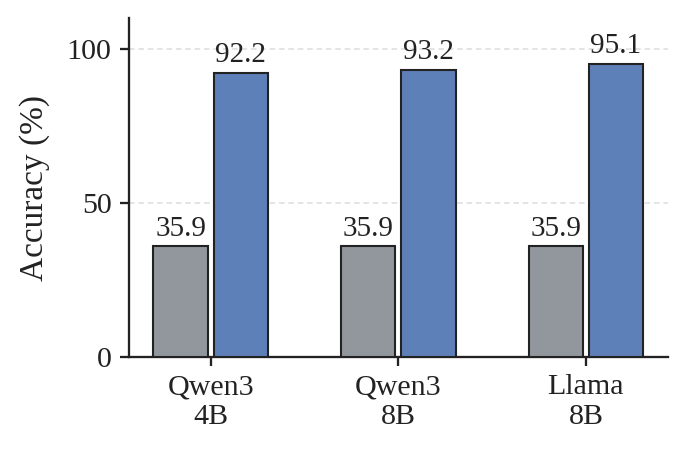 Accuracy (%)
100
50
0
35.9
92.2
35.9
93.2
35.9
95.1
Qwen3
4B
Qwen3
8B
Llama
8B